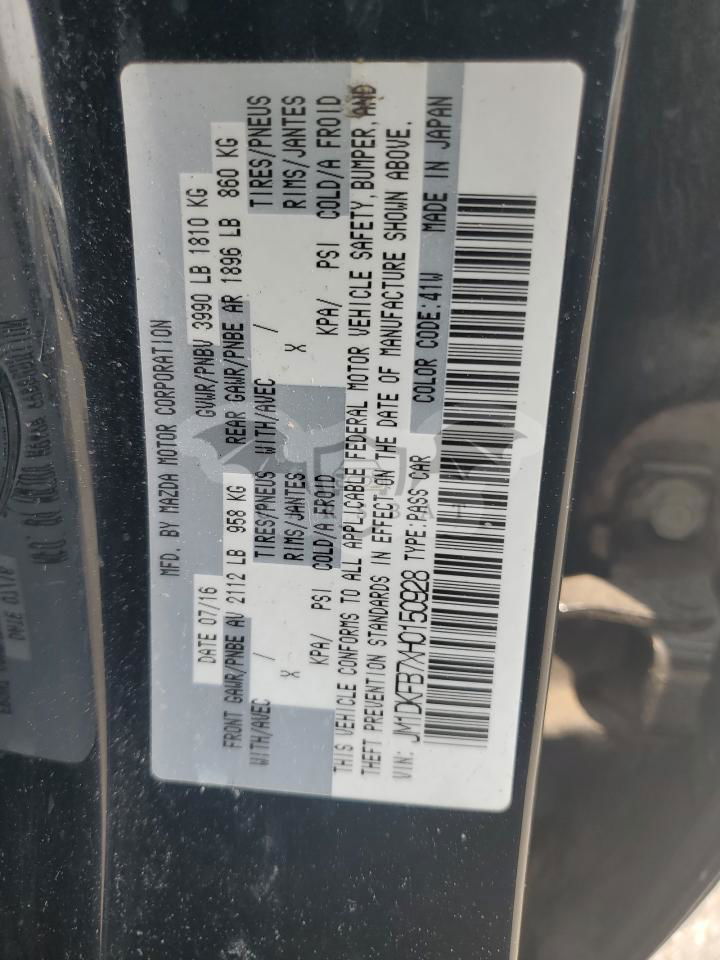 MFD. BY MAZDA MOTOR CORPORATION
DATE 07/16 GVWR/PNBV 3990 LB 1810 KG
FRONT GAWR/PNBE AV 2112 LB 958 KG REAR GAWR/PNBE AR 1896 LB 860 KG
WITH/AVEC / TIRES/PNEUS WITH/AVEC / TIRES/PNEUS
X RIMS/JANTES X RIMS/JANTES
KPA/ PSI COLD/A FROID KPA/ PSI COLD/A FROID
THIS VEHICLE CONFORMS TO ALL APPLICABLE FEDERAL MOTOR VEHICLE SAFETY, BUMPER, AND
THEFT PREVENTION STANDARDS IN EFFECT ON THE DATE OF MANUFACTURE SHOWN ABOVE.
VIN: JM1DKFB7XH0150928 TYPE: PASS CAR COLOR CODE: 41W MADE IN JAPAN